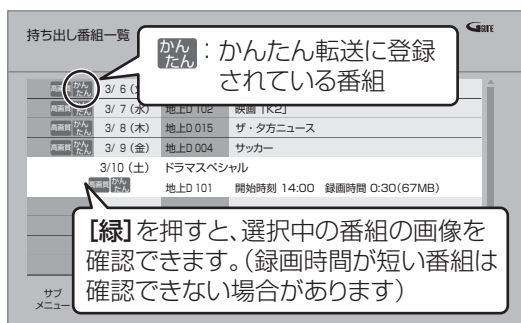 持ち出し番組一覧
GGUIDE
かん
たん
：かんたん転送に登録
されている番組
高画質 かんたん 3/ 6 (
高画質 かんたん 3/ 7 (水) 地上D 102 映画「K2」
高画質 かんたん 3/ 8 (木) 地上D 015 ザ・夕方ニュース
高画質 かんたん 3/ 9 (金) 地上D 004 サッカー
3/10 (土) ドラマスペシャル
高画質 かんたん 地上D 101 開始時刻 14:00 録画時間 0:30(67MB)
[緑]を押すと、選択中の番組の画像を
確認できます。(録画時間が短い番組は
確認できない場合があります)
サブ
メニュー